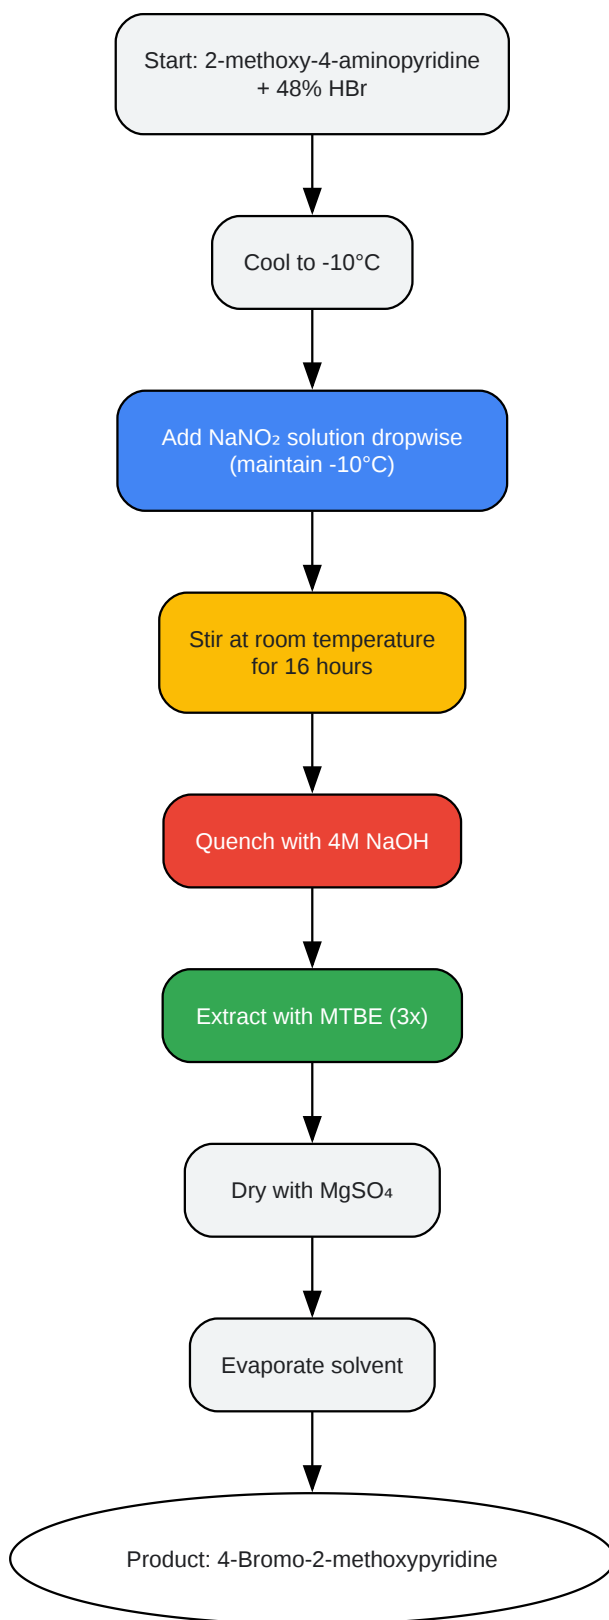 Start: 2-methoxy-4-aminopyridine
+ 48% HBr
Cool to -10°C
Add NaNO₂ solution dropwise
(maintain -10°C)
Stir at room temperature
for 16 hours
Quench with 4M NaOH
Extract with MTBE (3x)
Dry with MgSO₄
Evaporate solvent
Product: 4-Bromo-2-methoxypyridine